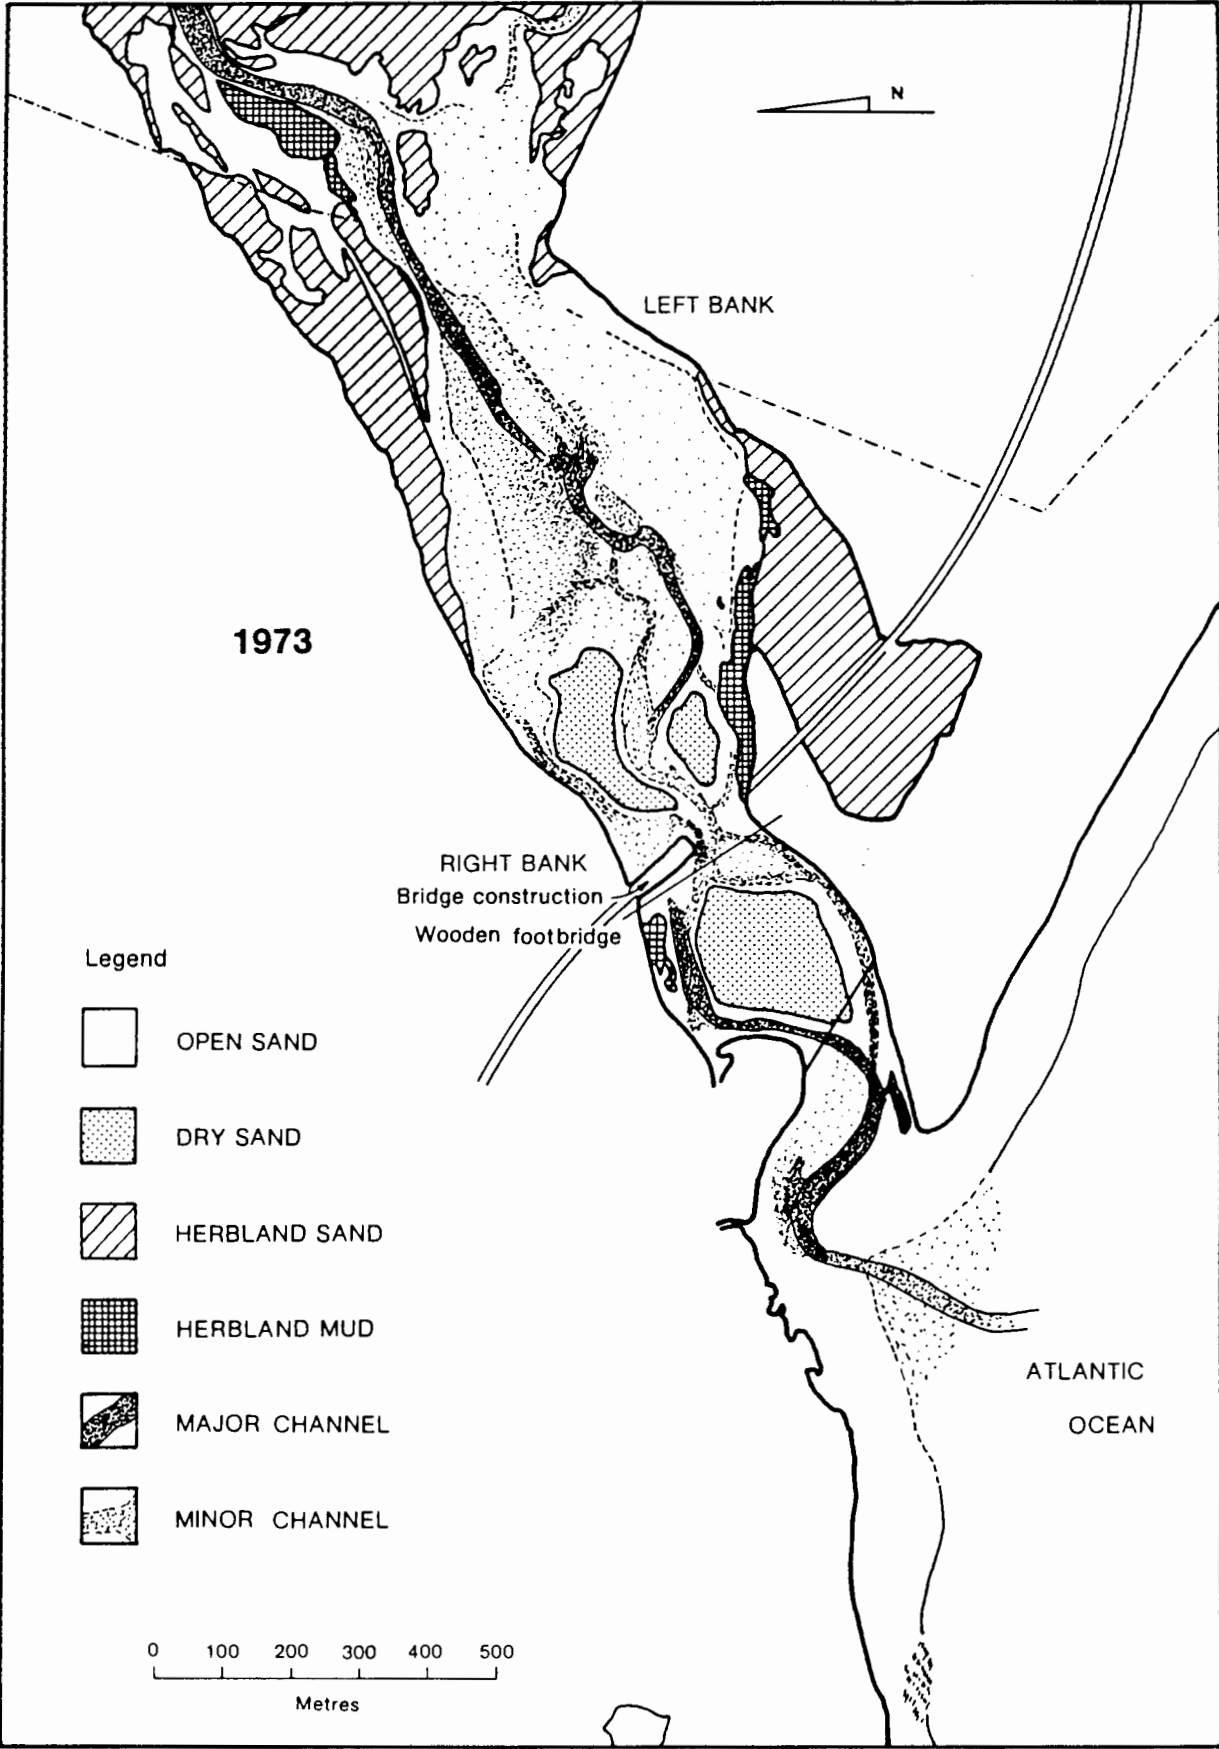 N
LEFT BANK
1973
RIGHT BANK
Bridge construction
Wooden footbridge
Legend
OPEN SAND
DRY SAND
HERBLAND SAND
HERBLAND MUD
MAJOR CHANNEL
MINOR CHANNEL
ATLANTIC
OCEAN
0 100 200 300 400 500
Metres